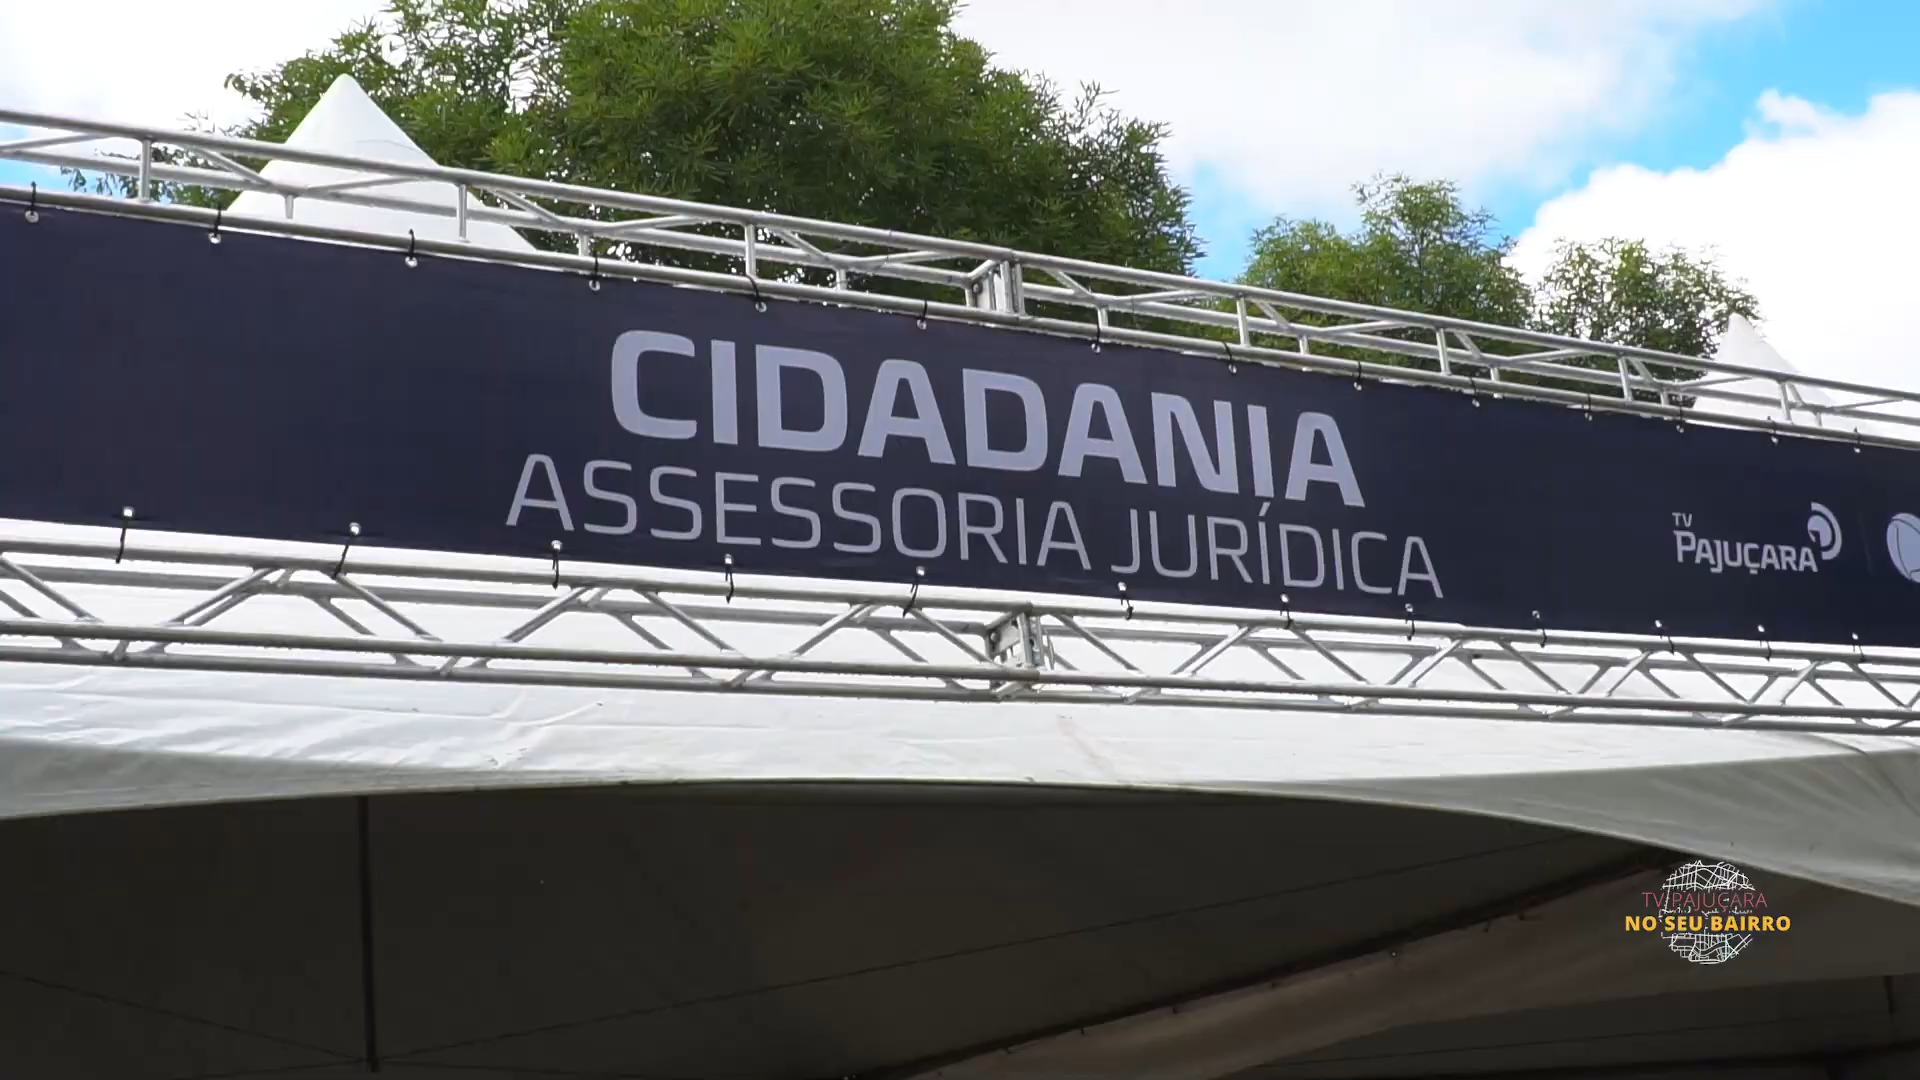 CIDADANIA
ASSESSORIA JURÍDICA
TV
PAJUÇARA
TV PAJUÇARA
NO SEU BAIRRO